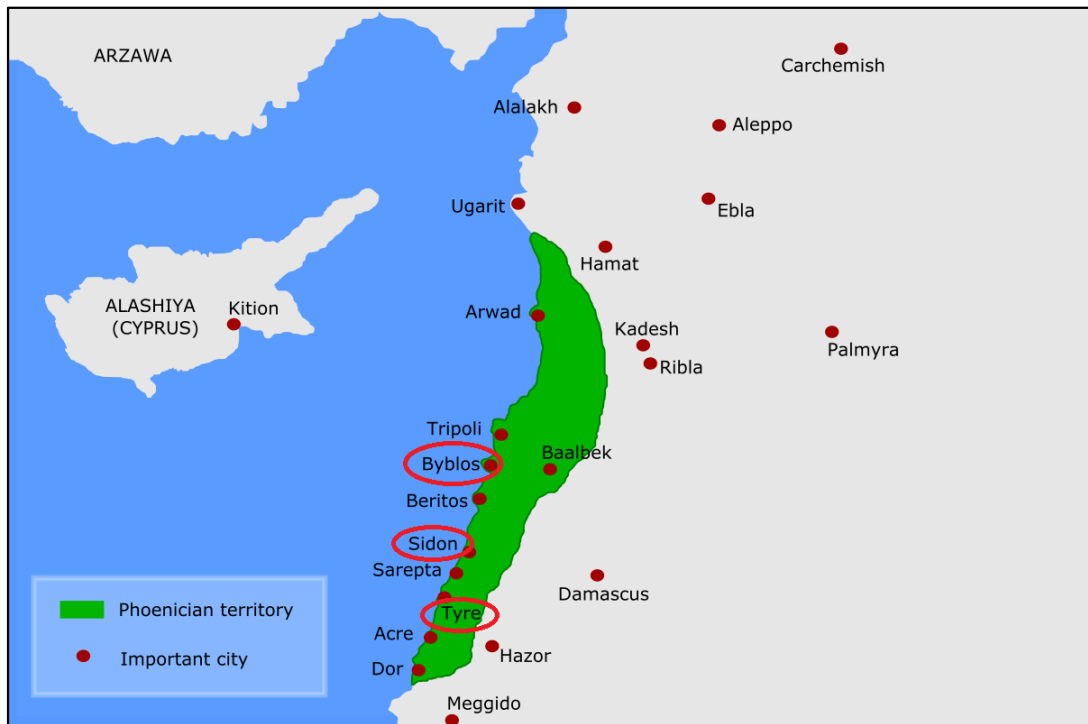 ARZAWA
Carchemish
Alalakh
Aleppo
Ugarit
Ebla
Hamat
ALASHIYA
(CYPRUS)
Kition
Arwad
Kadesh
Ribla
Palmyra
Tripoli
Byblos
Baalbek
Beritos
Sidon
Sarepta
Damascus
Tyre
Acre
Hazor
Dor
Meggido
Phoenician territory
Important city